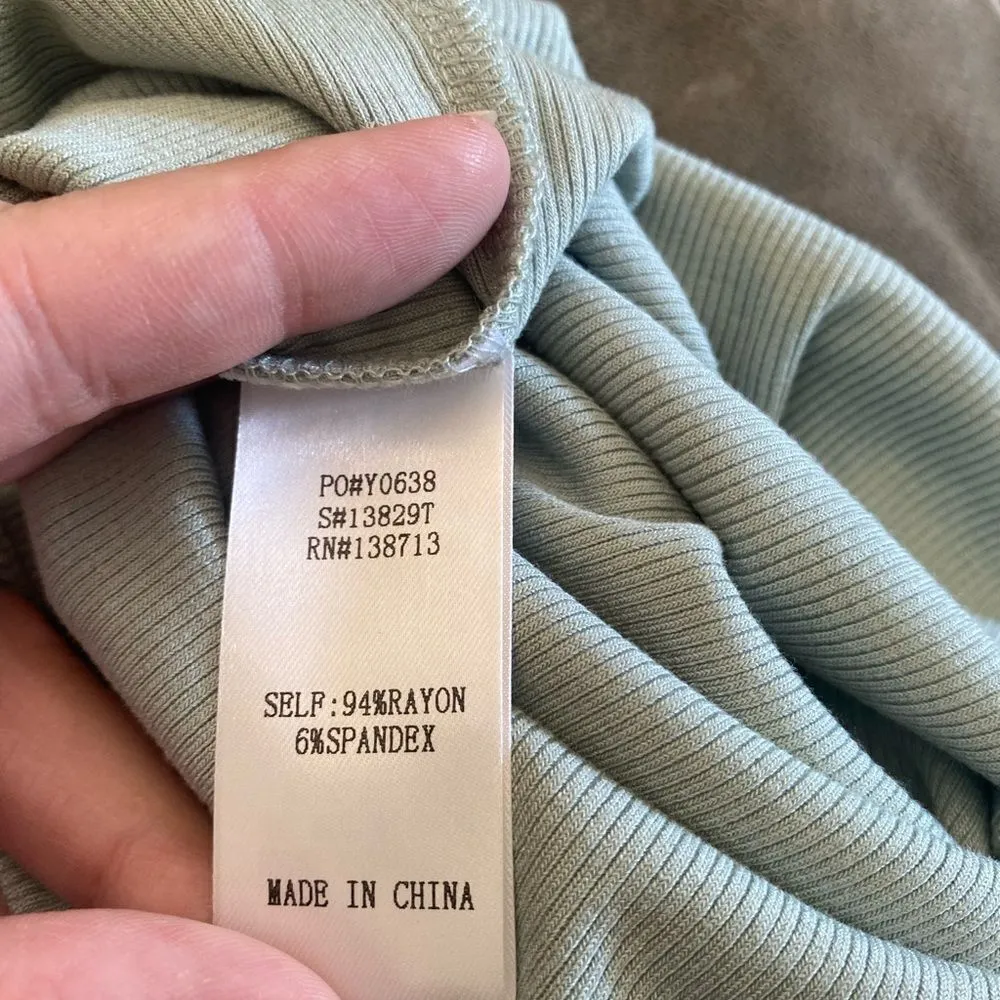 PO#Y0638
S#13829T
RN#138713
SELF:94%RAYON
6%SPANDEX
MADE IN CHINA